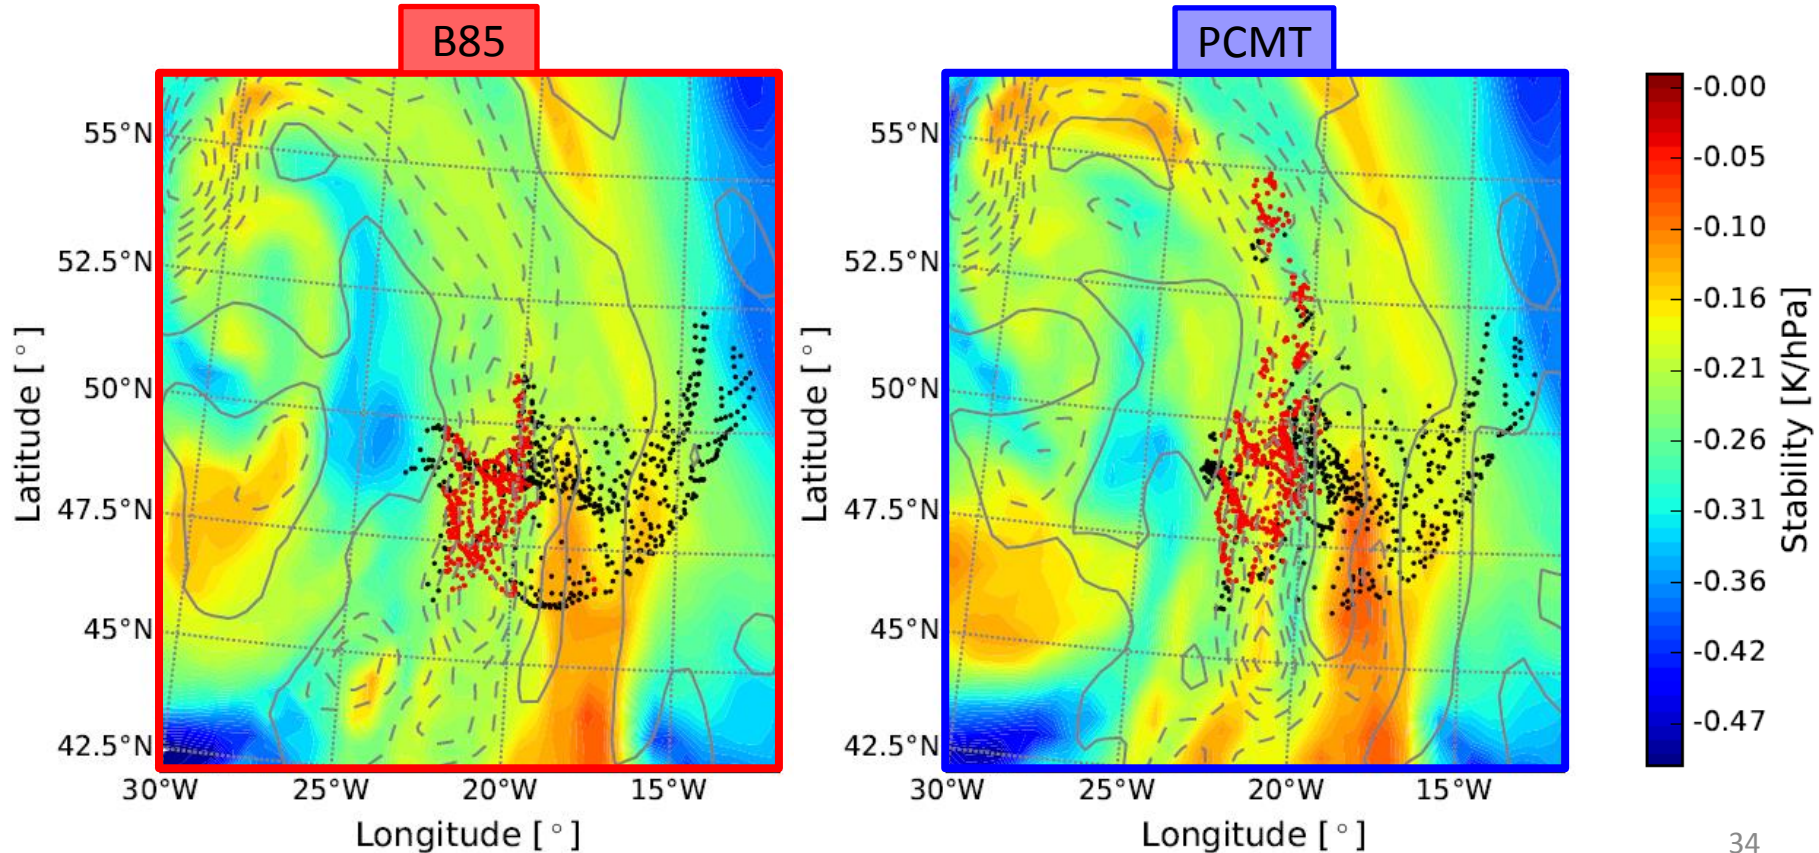 B85
PCMT
55°N
52.5°N
50°N
47.5°N
45°N
42.5°N
30°W
25°W
20°W
15°W
Latitude [°]
Longitude [°]
55°N
52.5°N
50°N
47.5°N
45°N
42.5°N
30°W
25°W
20°W
15°W
Latitude [°]
Longitude [°]
-0.00
-0.05
-0.10
-0.16
-0.21
-0.26
-0.31
-0.36
-0.42
-0.47
Stability [K/hPa]
34